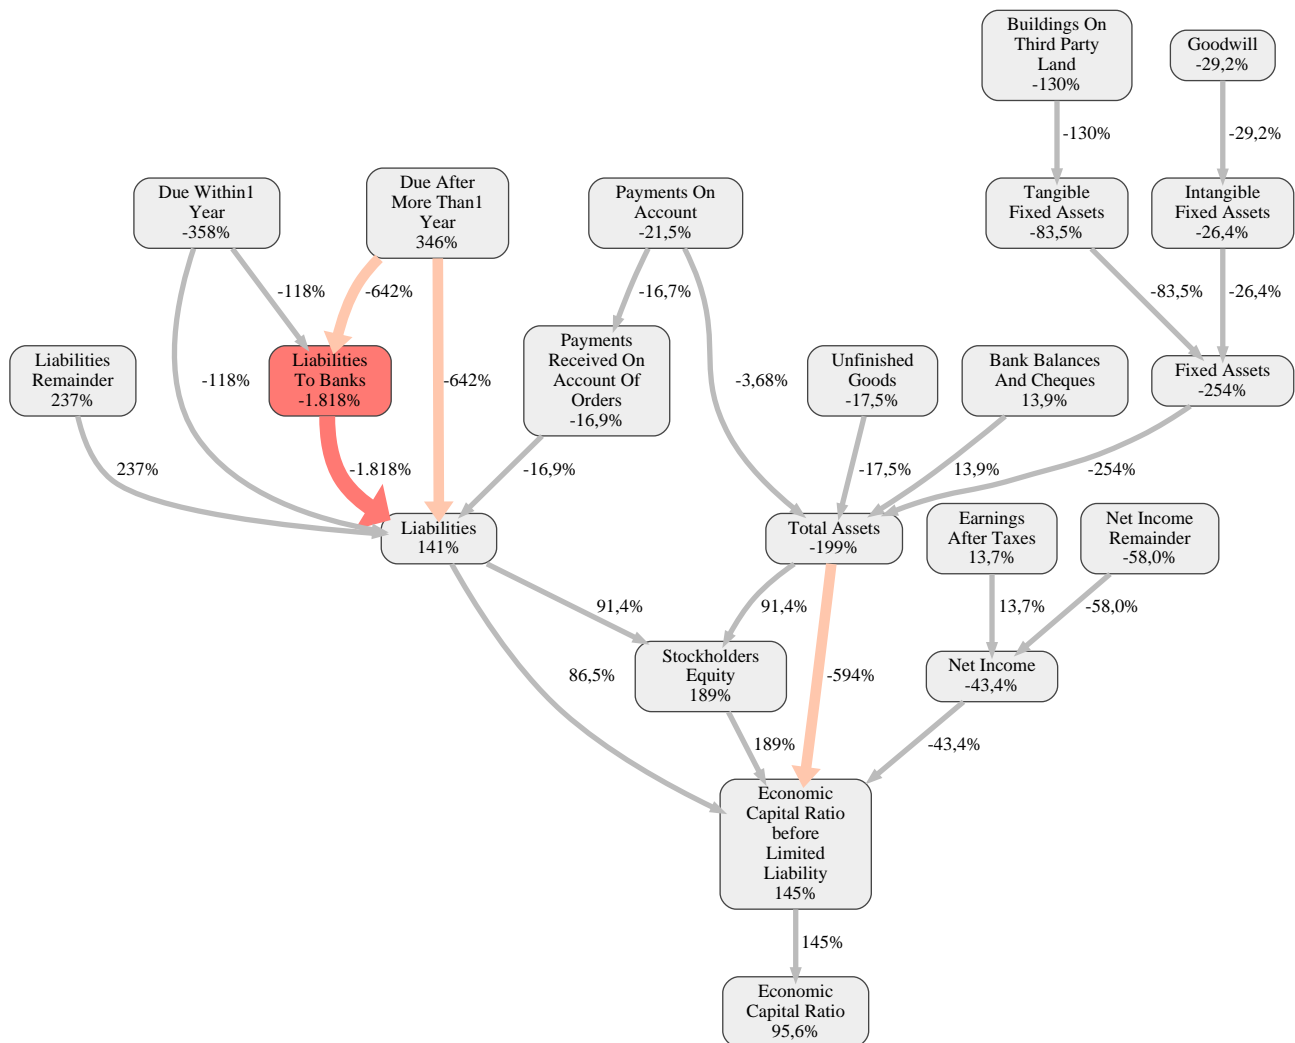 Buildings On
Third Party
Land
-130%
Goodwill
-29,2%
-130%
-29,2%
Due Within1
Year
-358%
Due After
More Than1
Year
346%
Payments On
Account
-21,5%
Tangible
Fixed Assets
-83,5%
Intangible
Fixed Assets
-26,4%
-118%
-642%
-16,7%
-83,5%
-26,4%
Liabilities
Remainder
237%
-118%
Liabilities
To Banks
-1.818%
-642%
Payments
Received On
Account Of
Orders
-16,9%
-3,68%
Unfinished
Goods
-17,5%
Bank Balances
And Cheques
13,9%
Fixed Assets
-254%
237%
-1.818%
-16,9%
-17,5%
13,9%
-254%
Liabilities
141%
Total Assets
-199%
Earnings
After Taxes
13,7%
Net Income
Remainder
-58,0%
91,4%
91,4%
13,7%
-58,0%
86,5%
Stockholders
Equity
189%
-594%
Net Income
-43,4%
189%
-43,4%
Economic
Capital Ratio
before
Limited
Liability
145%
145%
Economic
Capital Ratio
95,6%